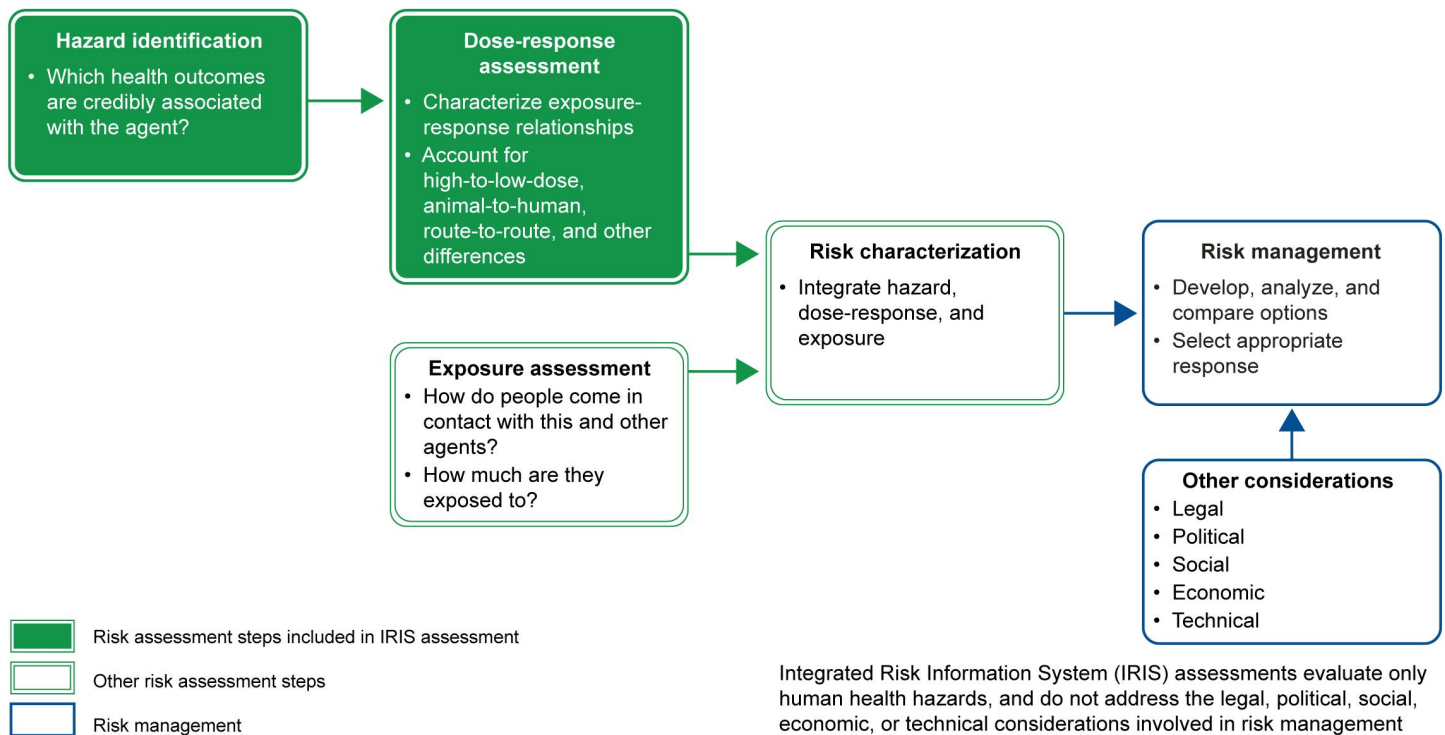 Hazard identification
• Which health outcomes
are credibly associated
with the agent?
Dose-response
assessment
• Characterize exposure-
response relationships
• Account for
high-to-low-dose,
animal-to-human,
route-to-route, and other
differences
Exposure assessment
• How do people come in
contact with this and other
agents?
• How much are they
exposed to?
Risk characterization
• Integrate hazard,
dose-response, and
exposure
Risk management
• Develop, analyze, and
compare options
• Select appropriate
response
Other considerations
• Legal
• Political
• Social
• Economic
• Technical
Risk assessment steps included in IRIS assessment
Other risk assessment steps
Risk management
Integrated Risk Information System (IRIS) assessments evaluate only
human health hazards, and do not address the legal, political, social,
economic, or technical considerations involved in risk management